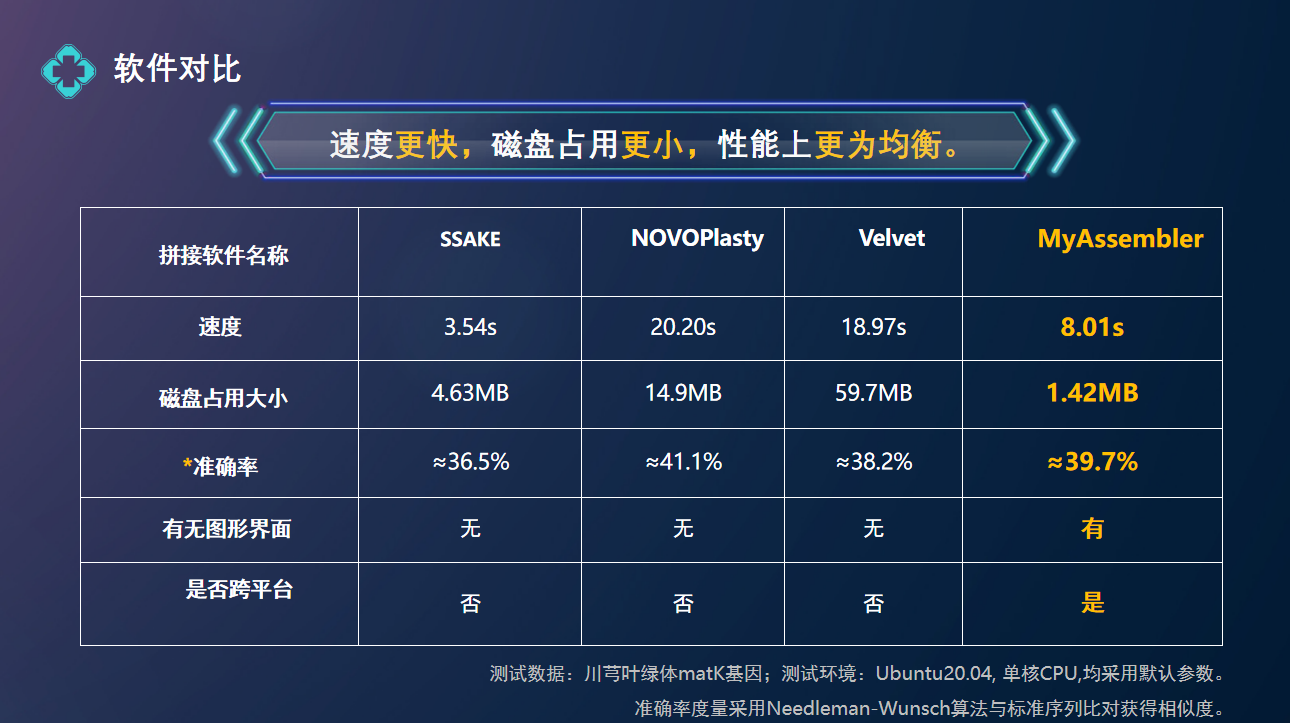 软件对比
速度更快，磁盘占用更小，性能上更为均衡。
拼接软件名称 SSAKE NOVOPlasty Velvet MyAssembler
速度 3.54s 20.20s 18.97s 8.01s
磁盘占用大小 4.63MB 14.9MB 59.7MB 1.42MB
*准确率 ≈36.5% ≈41.1% ≈38.2% ≈39.7%
有无图形界面 无 无 无 有
是否跨平台 否 否 否 是
测试数据：川芎叶绿体matK基因；测试环境：Ubuntu20.04, 单核CPU,均采用默认参数。
准确率度量采用Needleman-Wunsch算法与标准序列比对获得相似度。